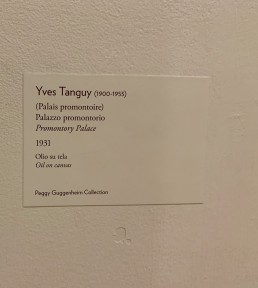 Yves Tanguy (1900-1955)
(Palais promontoire)
Palazzo promontorio
Promontory Palace
1931
Olio su tela
Oil on canvas
Peggy Guggenheim Collection